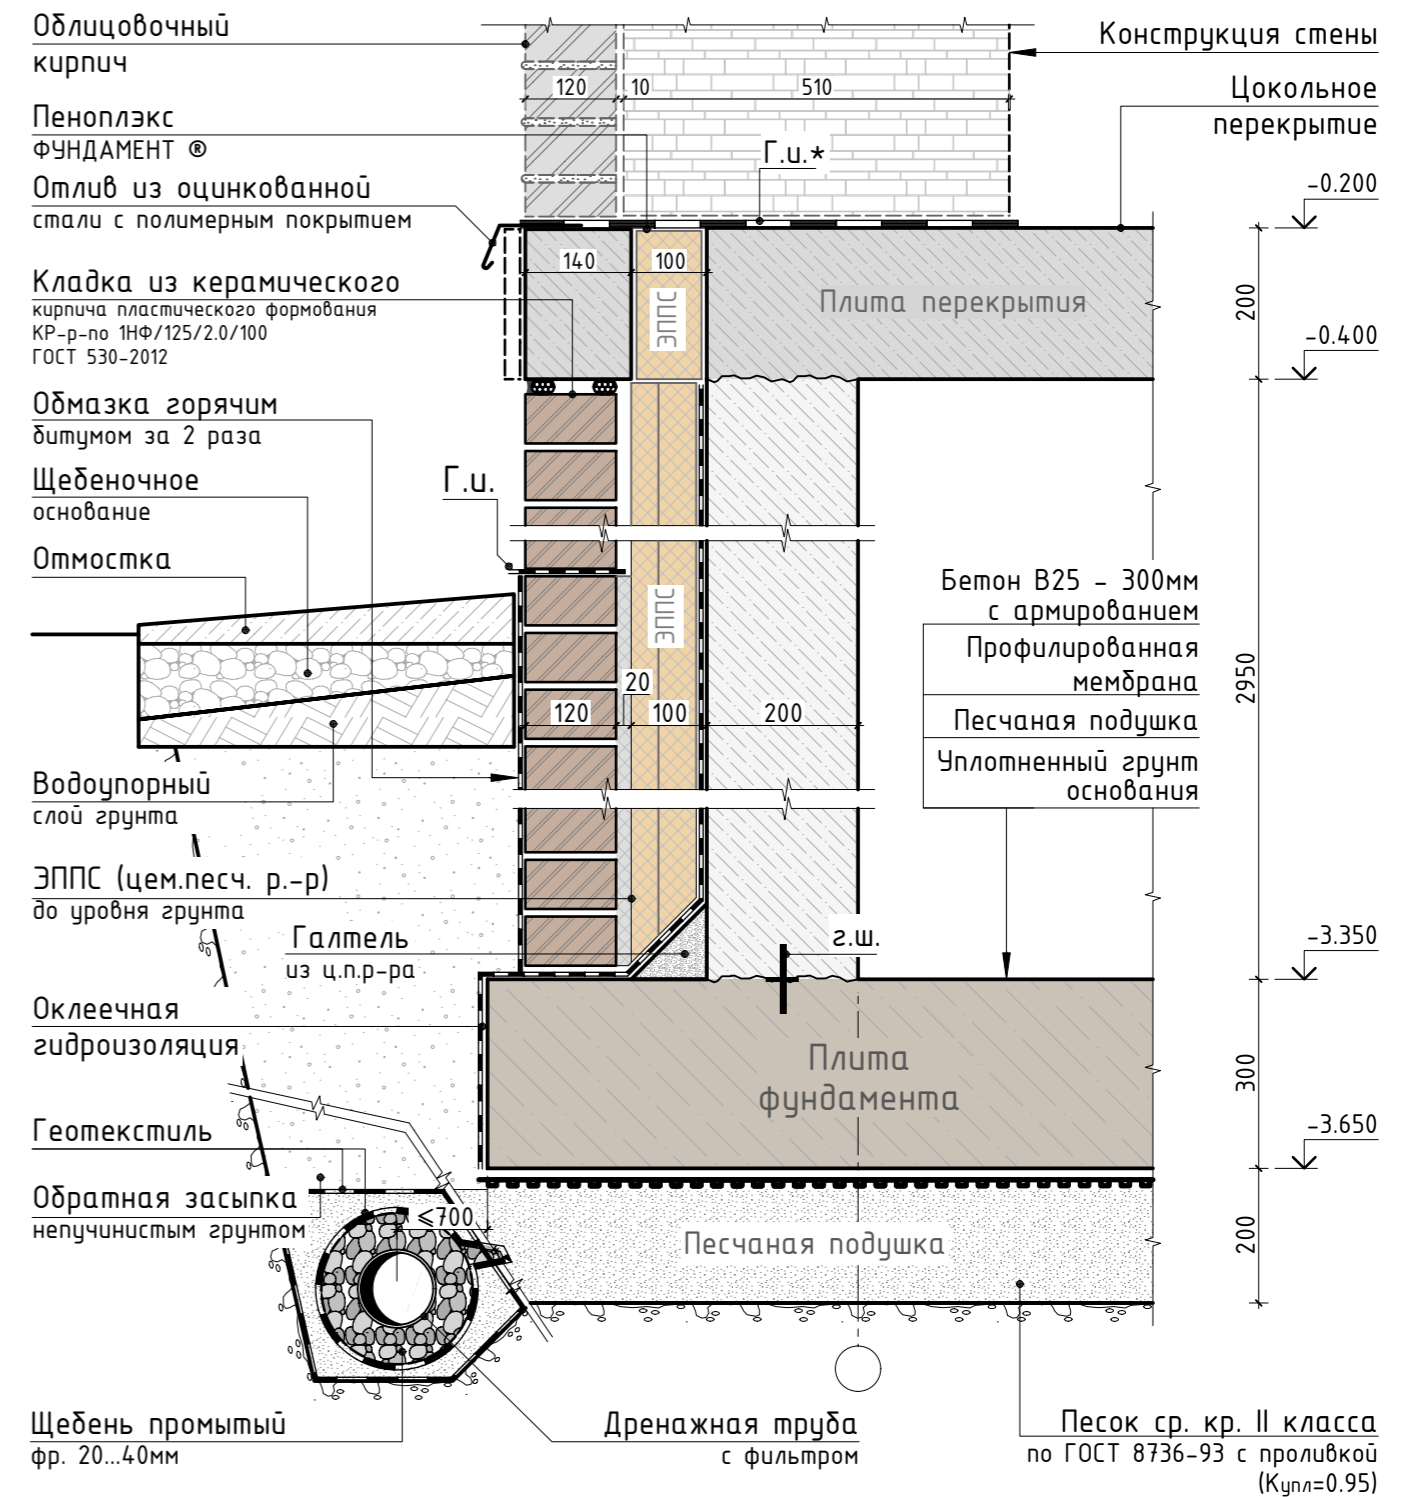 Облицовочный
кирпич
Пеноплэкс
ФУНДАМЕНТ ®
Отлив из оцинкованной
стали с полимерным покрытием
Кладка из керамического
кирпича пластического формования
КР-р-по 1НФ/125/2.0/100
ГОСТ 530-2012
Обмазка горячим
битумом за 2 раза
Щебеночное
основание
Отмостка
Водоупорный
слой грунта
ЭППС (цем.песч. р.-р)
до уровня грунта
Галтель
из ц.п.р-ра
Оклеечная
гидроизоляция
Геотекстиль
Обратная засыпка
непучинистым грунтом
Щебень промытый
фр. 20...40мм
120
10
510
Г.и.*
140
100
ЭППС
Плита перекрытия
Г.и.
ЭППС
20
120
100
200
г.ш.
Плита
фундамента
⩽700
Песчаная подушка
Дренажная труба
с фильтром
Конструкция стены
Цокольное
перекрытие
-0.200
200
-0.400
Бетон В25 - 300мм
с армированием
Профилированная
мембрана
Песчаная подушка
Уплотненный грунт
основания
2950
-3.350
300
-3.650
200
Песок ср. кр. II класса
по ГОСТ 8736-93 с проливкой
(Купл=0.95)